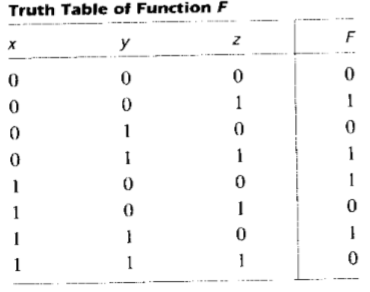 Truth Table of Function F
x y z F
0 0 0 0
0 0 1 1
0 1 0 0
0 1 1 1
1 0 0 1
1 0 1 0
1 1 0 1
1 1 1 0